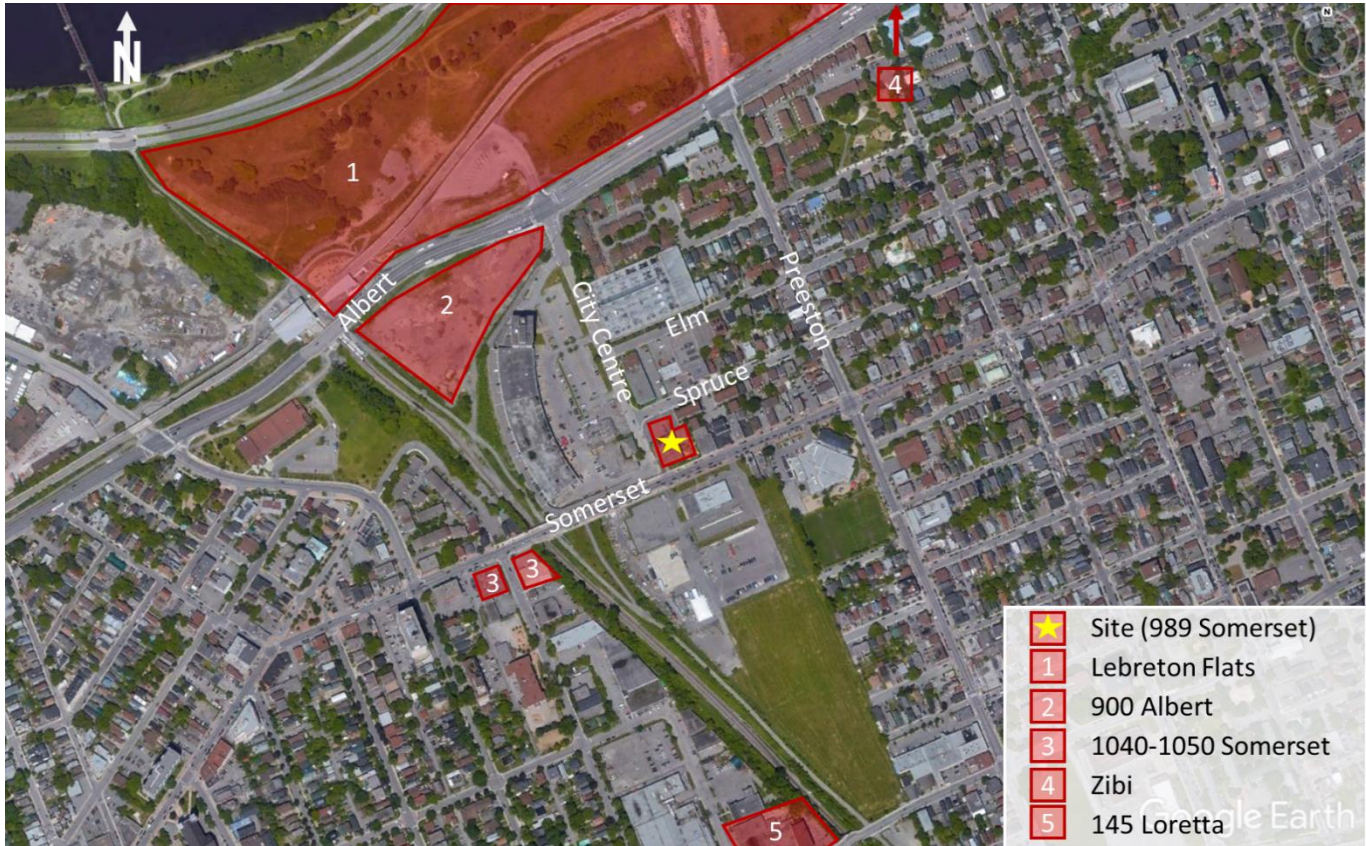 N
N
4
1
Albert
2
City Centre
Elm
Preeston
Spruce
Somerset
3
3
5
Site (989 Somerset)
1 Lebreton Flats
2 900 Albert
3 1040-1050 Somerset
4 Zibi
5 145 Loretta
Google Earth